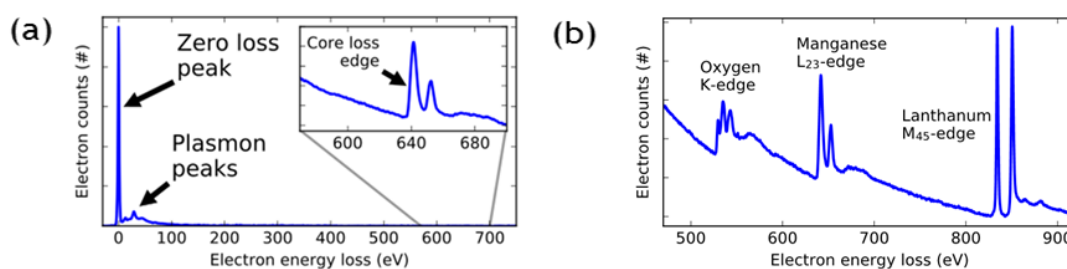 (a)
Electron counts (#)
Zero loss
peak
Plasmon
peaks
Core loss
edge
600 640 680
0 100 200 300 400 500 600 700
Electron energy loss (eV)
(b)
Electron counts (#)
Oxygen
K-edge
Manganese
L₂₃-edge
Lanthanum
M₄₅-edge
500 600 700 800 900
Electron energy loss (eV)